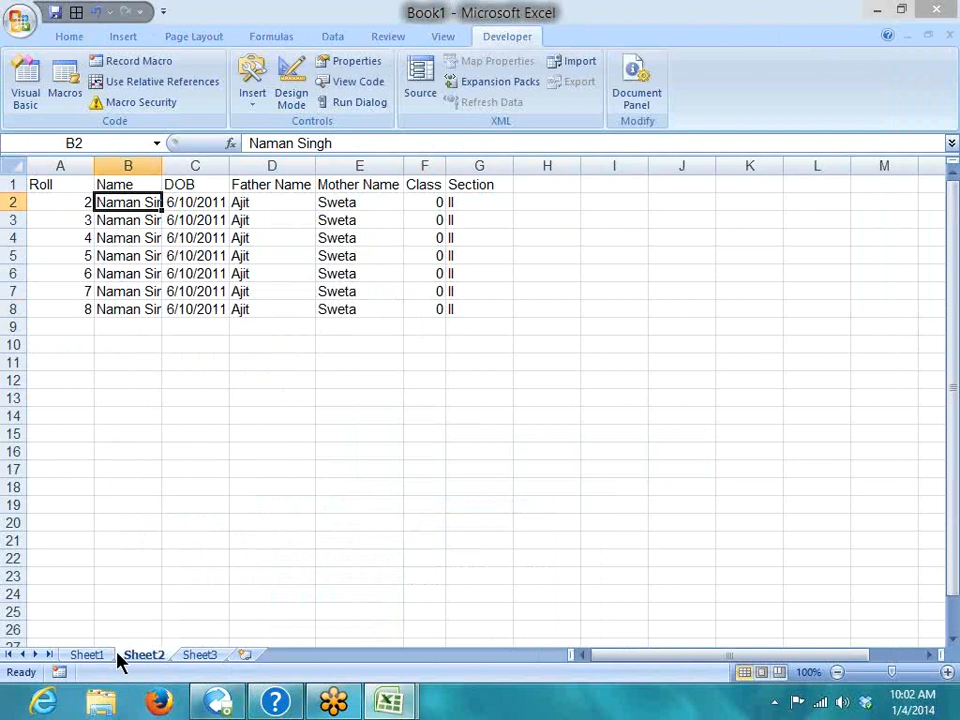 Book1 - Microsoft Excel
Home Insert Page Layout Formulas Data Review View Developer
Visual Basic
Macros
Record Macro
Use Relative References
Macro Security
Code
Insert
Design Mode
Properties
View Code
Run Dialog
Controls
Source
Map Properties
Expansion Packs
Refresh Data
Import
Export
XML
Document Panel
Modify
B2 fx Naman Singh
A B C D E F G H I J K L M
1 Roll Name DOB Father Name Mother Name Class Section
2 2 Naman Sin 6/10/2011 Ajit Sweta 0 II
3 3 Naman Sin 6/10/2011 Ajit Sweta 0 II
4 4 Naman Sin 6/10/2011 Ajit Sweta 0 II
5 5 Naman Sin 6/10/2011 Ajit Sweta 0 II
6 6 Naman Sin 6/10/2011 Ajit Sweta 0 II
7 7 Naman Sin 6/10/2011 Ajit Sweta 0 II
8 8 Naman Sin 6/10/2011 Ajit Sweta 0 II
9
10
11
12
13
14
15
16
17
18
19
20
21
22
23
24
25
26
27
Sheet1 Sheet2 Sheet3
Ready 100%
10:02 AM
1/4/2014